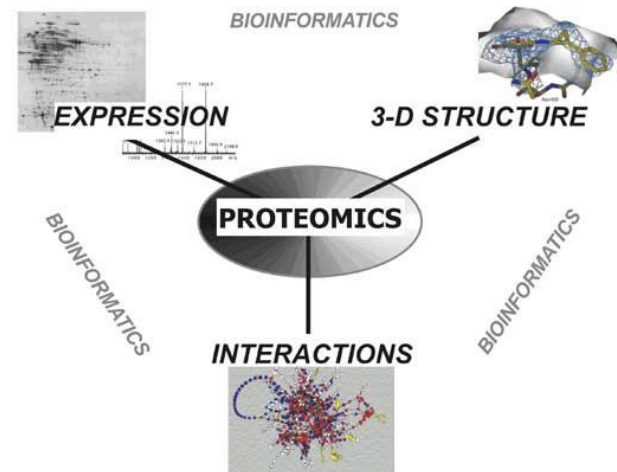 BIOINFORMATICS
EXPRESSION
3-D STRUCTURE
PROTEOMICS
BIOINFORMATICS
BIOINFORMATICS
INTERACTIONS